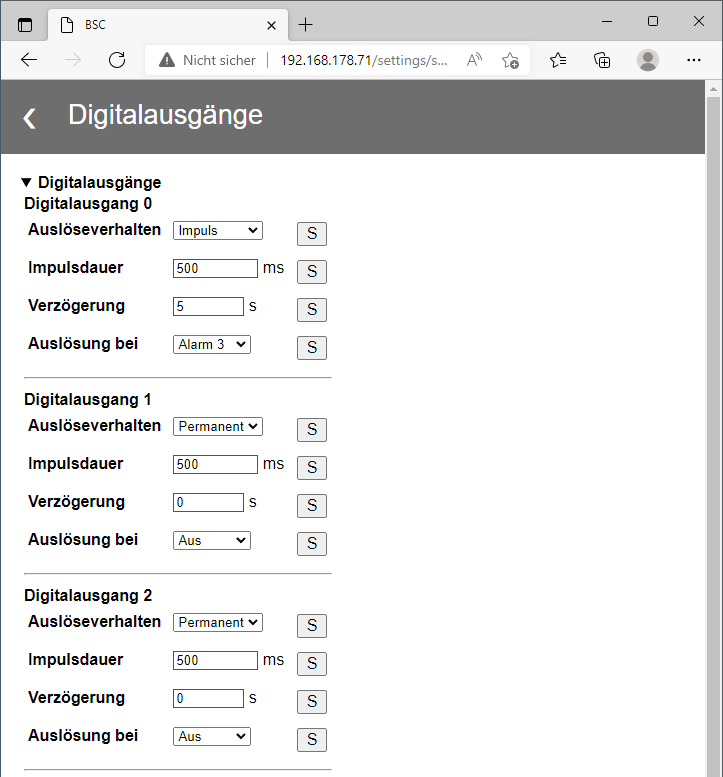 BSC
Nicht sicher 192.168.178.71/settings/s...
Digitalausgänge
Digitalausgänge
Digitalausgang 0
Auslöseverhalten Impuls S
Impulsdauer 500 ms S
Verzögerung 5 s S
Auslösung bei Alarm 3 S
Digitalausgang 1
Auslöseverhalten Permanent S
Impulsdauer 500 ms S
Verzögerung 0 s S
Auslösung bei Aus S
Digitalausgang 2
Auslöseverhalten Permanent S
Impulsdauer 500 ms S
Verzögerung 0 s S
Auslösung bei Aus S